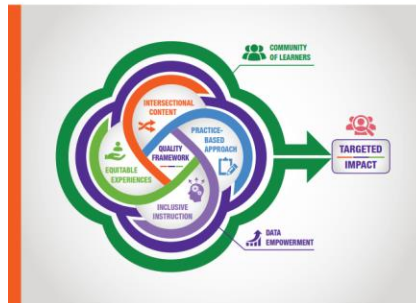 COMMUNITY
OF LEARNERS
INTERSECTIONAL
CONTENT
PRACTICE-
BASED
APPROACH
QUALITY
FRAMEWORK
EQUITABLE
EXPERIENCES
INCLUSIVE
INSTRUCTION
TARGETED
IMPACT
DATA
EMPOWERMENT